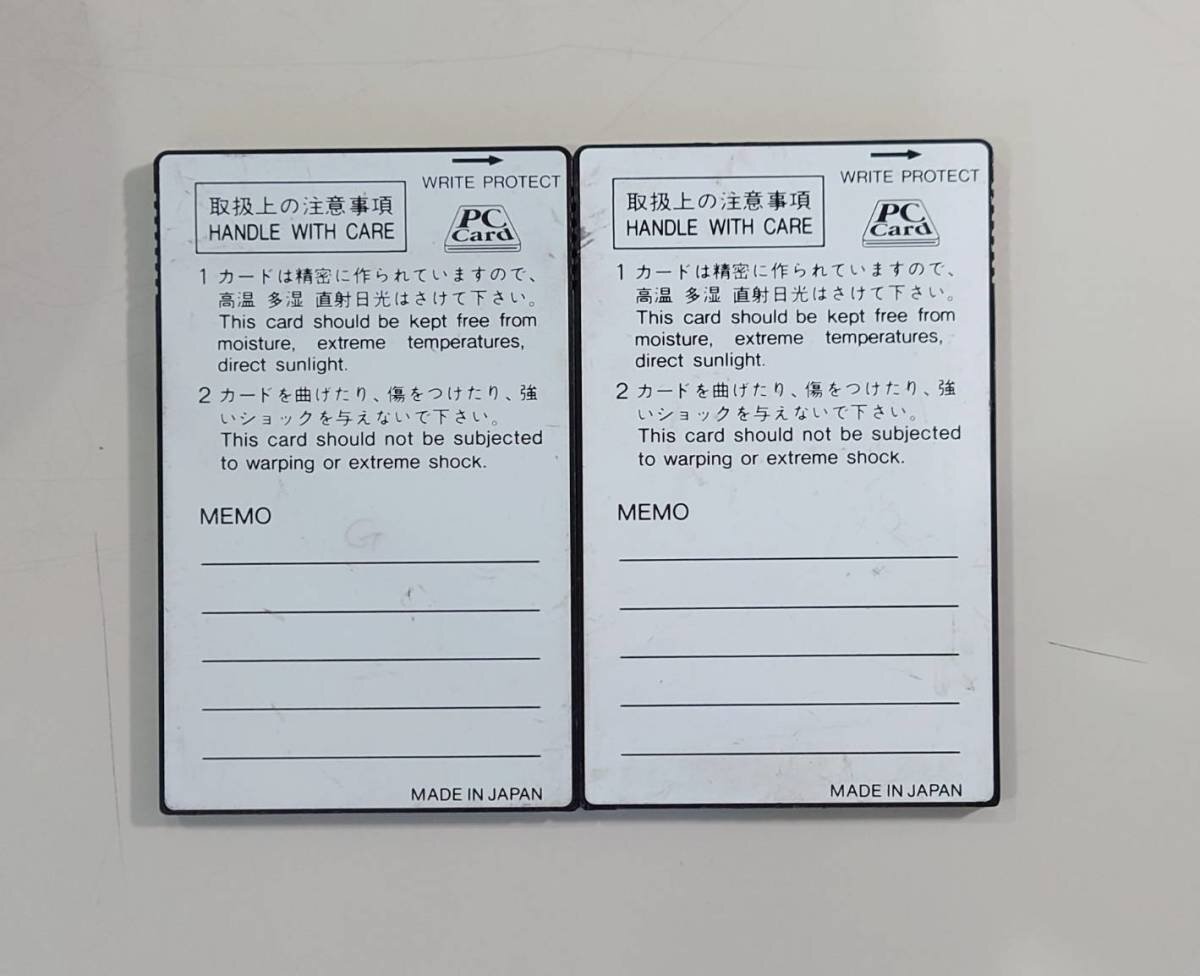 WRITE PROTECT
取扱上の注意事項
HANDLE WITH CARE
PC
Card
1 カードは精密に作られていますので、
高温 多湿 直射日光はさけて下さい。
This card should be kept free from
moisture, extreme temperatures,
direct sunlight.
2 カードを曲げたり、傷をつけたり、強
いショックを与えないで下さい。
This card should not be subjected
to warping or extreme shock.
MEMO
G
MADE IN JAPAN
WRITE PROTECT
取扱上の注意事項
HANDLE WITH CARE
PC
Card
1 カードは精密に作られていますので、
高温 多湿 直射日光はさけて下さい。
This card should be kept free from
moisture, extreme temperatures,
direct sunlight.
2 カードを曲げたり、傷をつけたり、強
いショックを与えないで下さい。
This card should not be subjected
to warping or extreme shock.
MEMO
MADE IN JAPAN